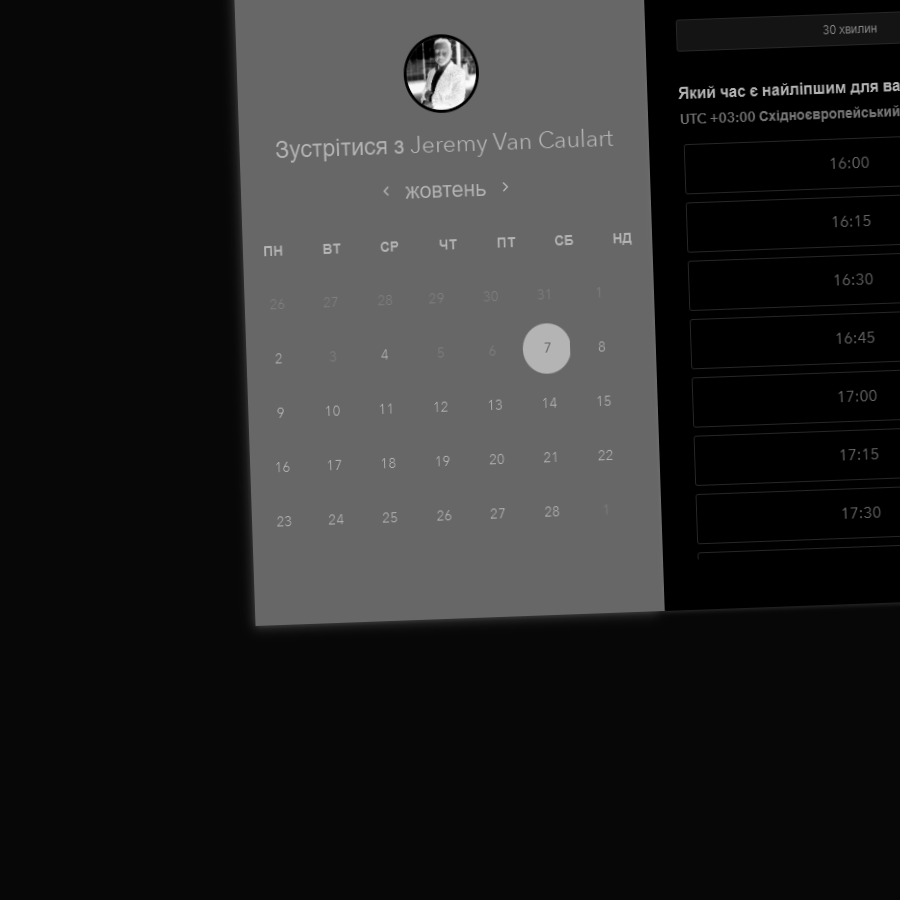 Зустрітися з Jeremy Van Caulart
‹ жовтень ›
ПН ВТ СР ЧТ ПТ СБ НД
26 27 28 29 30 31 1
2 3 4 5 6 7 8
9 10 11 12 13 14 15
16 17 18 19 20 21 22
23 24 25 26 27 28 1
30 хвилин
Який час є найліпшим для
UTC +03:00 Східноєвропейський
16:00
16:15
16:30
16:45
17:00
17:15
17:30